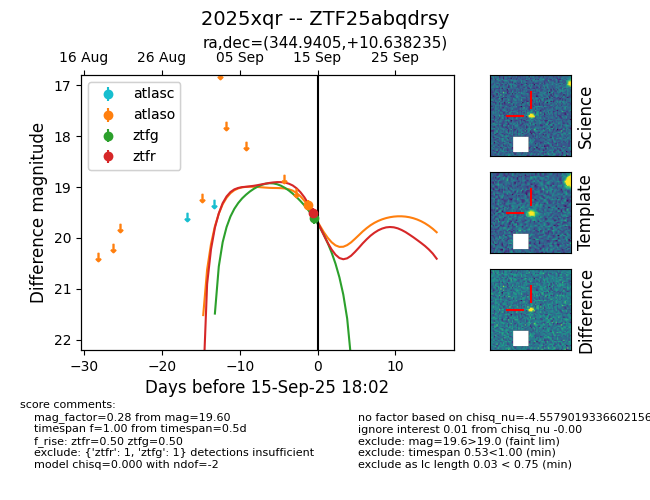 2025xqr -- ZTF25abqdrsy
ra,dec=(344.9405,+10.638235)
16 Aug 26 Aug 05 Sep 15 Sep 25 Sep
17
18
19
20
21
22
Difference magnitude
atlasc
atlaso
ztfg
ztfr
−30 −20 −10 0 10
Days before 15-Sep-25 18:02
Science
Template
Difference
score comments:
mag_factor=0.28 from mag=19.60
timespan f=1.00 from timespan=0.5d
f_rise: ztfr=0.50 ztfg=0.50
exclude: {'ztfr': 1, 'ztfg': 1} detections insufficient
model chisq=0.000 with ndof=-2
no factor based on chisq_nu=-4.5579019336602156
ignore interest 0.01 from chisq_nu -0.00
exclude: mag=19.6>19.0 (faint lim)
exclude: timespan 0.53<1.00 (min)
exclude as lc length 0.03 < 0.75 (min)